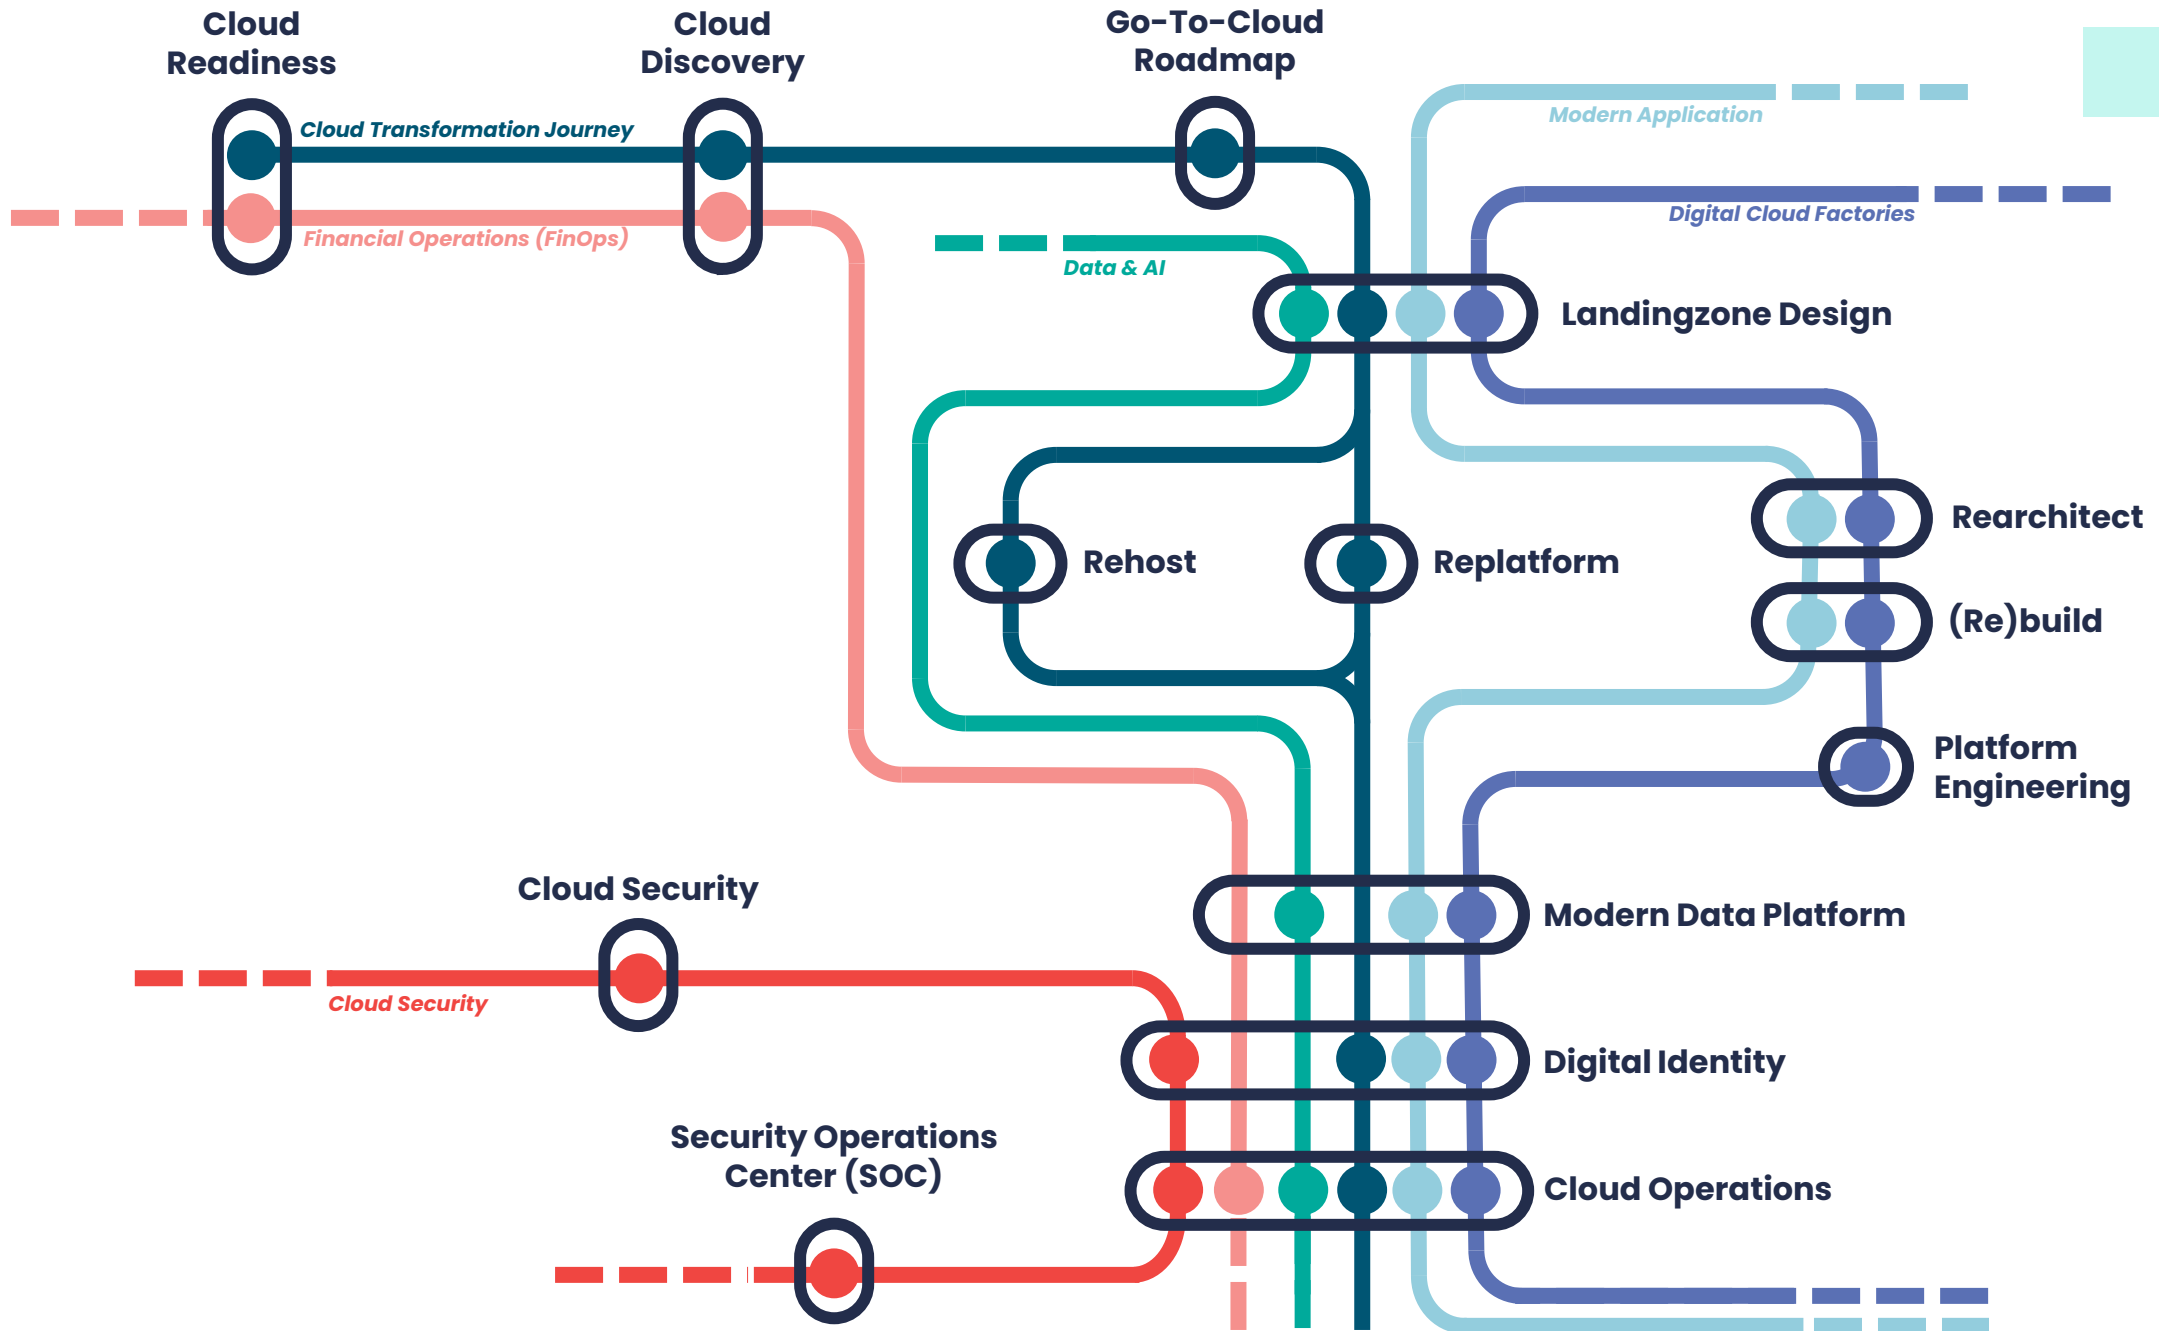 Cloud
Readiness
Cloud
Discovery
Go-To-Cloud
Roadmap
Modern Application
Cloud Transformation Journey
Digital Cloud Factories
Financial Operations (FinOps)
Data & AI
Landingzone Design
Rearchitect
Rehost
Replatform
(Re)build
Platform
Engineering
Cloud Security
Modern Data Platform
Cloud Security
Digital Identity
Security Operations
Center (SOC)
Cloud Operations